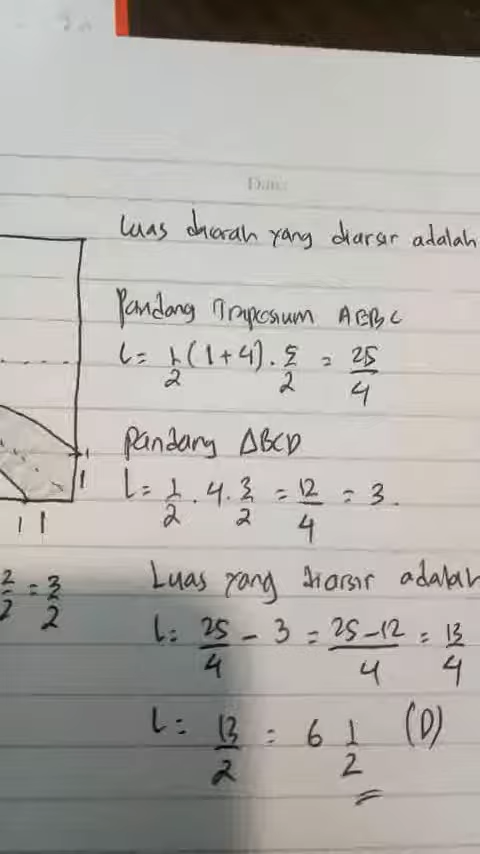 Date:
Luas daerah yang diarsir adalah
Pandang Trapesium AEBC
L = 1/2 (1+4) . 5/2 = 25/4
Pandang ΔBCD
L = 1/2 . 4 . 3/2 = 12/4 = 3.
1
1 1
2/2 = 3/2
Luas yang diarsir adalah
L = 25/4 - 3 = 25-12/4 = 13/4
L = 13/2 = 6 1/2 (D)